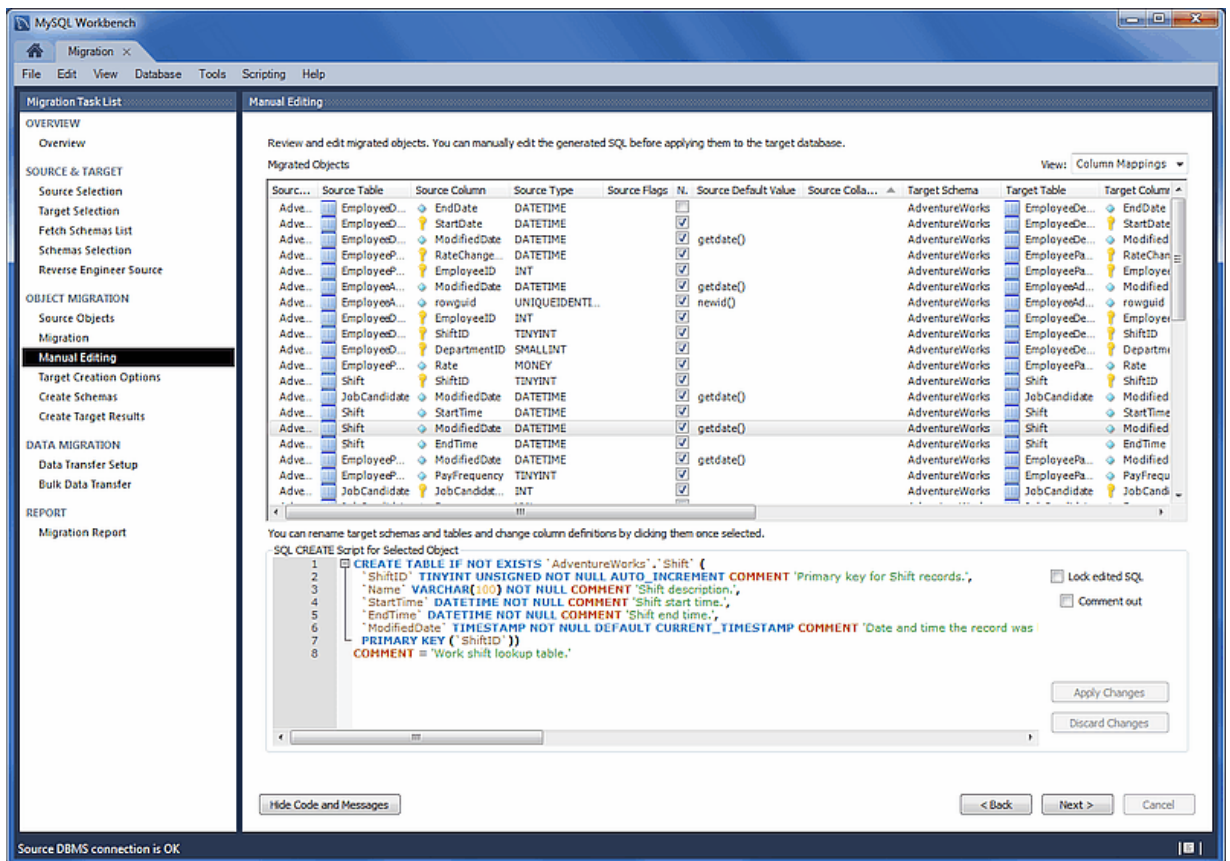 MySQL Workbench
Migration
File Edit View Database Tools Scripting Help
Migration Task List
OVERVIEW
Overview
SOURCE & TARGET
Source Selection
Target Selection
Fetch Schemas List
Schemas Selection
Reverse Engineer Source
OBJECT MIGRATION
Source Objects
Migration
Manual Editing
Target Creation Options
Create Schemas
Create Target Results
DATA MIGRATION
Data Transfer Setup
Bulk Data Transfer
REPORT
Migration Report
Manual Editing
Review and edit migrated objects. You can manually edit the generated SQL before applying them to the target database.
Migrated Objects View: Column Mappings
Sourc... Source Table Source Column Source Type Source Flags N. Source Default Value Source Colla... Target Schema Target Table Target Column
Adve... EmployeeD... EndDate DATETIME AdventureWorks EmployeeDe... EndDate
Adve... EmployeeD... StartDate DATETIME AdventureWorks EmployeeDe... StartDate
Adve... EmployeeD... ModifiedDate DATETIME getdate() AdventureWorks EmployeeDe... Modified
Adve... EmployeeP... RateChange... DATETIME AdventureWorks EmployeePa... RateChan
Adve... EmployeeP... EmployeeID INT AdventureWorks EmployeePa... Employee
Adve... EmployeeA... ModifiedDate DATETIME getdate() AdventureWorks EmployeeAd... Modified
Adve... EmployeeA... rowguid UNIQUEIDENTI... newid() AdventureWorks EmployeeAd... rowguid
Adve... EmployeeD... EmployeeID INT AdventureWorks EmployeeDe... Employee
Adve... EmployeeD... ShiftID TINYINT AdventureWorks EmployeeDe... ShiftID
Adve... EmployeeD... DepartmentID SMALLINT AdventureWorks EmployeeDe... Departme
Adve... EmployeeP... Rate MONEY AdventureWorks EmployeePa... Rate
Adve... Shift ShiftID TINYINT AdventureWorks Shift ShiftID
Adve... JobCandidate ModifiedDate DATETIME getdate() AdventureWorks JobCandidate Modified
Adve... Shift StartTime DATETIME AdventureWorks Shift StartTime
Adve... Shift ModifiedDate DATETIME getdate() AdventureWorks Shift Modified
Adve... Shift EndTime DATETIME AdventureWorks Shift EndTime
Adve... EmployeeP... ModifiedDate DATETIME getdate() AdventureWorks EmployeePa... Modified
Adve... EmployeeP... PayFrequency TINYINT AdventureWorks EmployeePa... PayFrequ
Adve... JobCandidate JobCandidat... INT AdventureWorks JobCandidate JobCandi
You can rename target schemas and tables and change column definitions by clicking them once selected.
SQL CREATE Script for Selected Object
1 CREATE TABLE IF NOT EXISTS `AdventureWorks`.`Shift` (
2 `ShiftID` TINYINT UNSIGNED NOT NULL AUTO_INCREMENT COMMENT 'Primary key for Shift records.',
3 `Name` VARCHAR(100) NOT NULL COMMENT 'Shift description.',
4 `StartTime` DATETIME NOT NULL COMMENT 'Shift start time.',
5 `EndTime` DATETIME NOT NULL COMMENT 'Shift end time.',
6 `ModifiedDate` TIMESTAMP NOT NULL DEFAULT CURRENT_TIMESTAMP COMMENT 'Date and time the record was
7 PRIMARY KEY (`ShiftID`))
8 COMMENT = 'Work shift lookup table.'
Lock edited SQL
Comment out
Apply Changes
Discard Changes
Hide Code and Messages < Back Next > Cancel
Source DBMS connection is OK